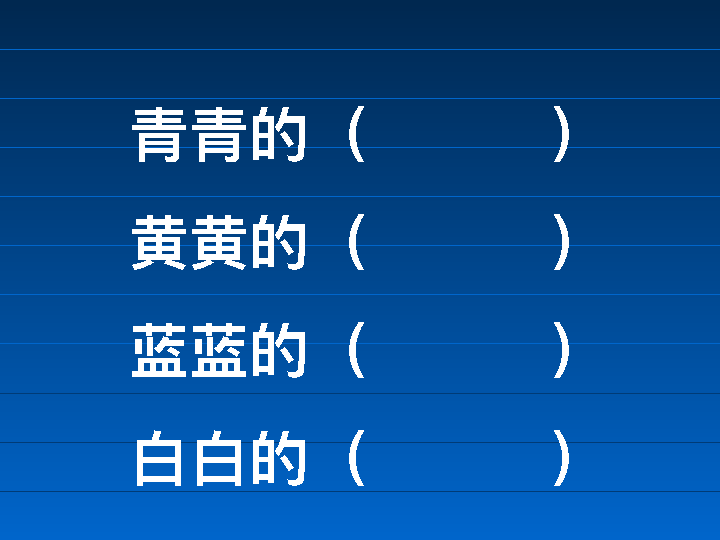 青青的（　　　）
黄黄的（　　　）
蓝蓝的（　　　）
白白的（　　　）